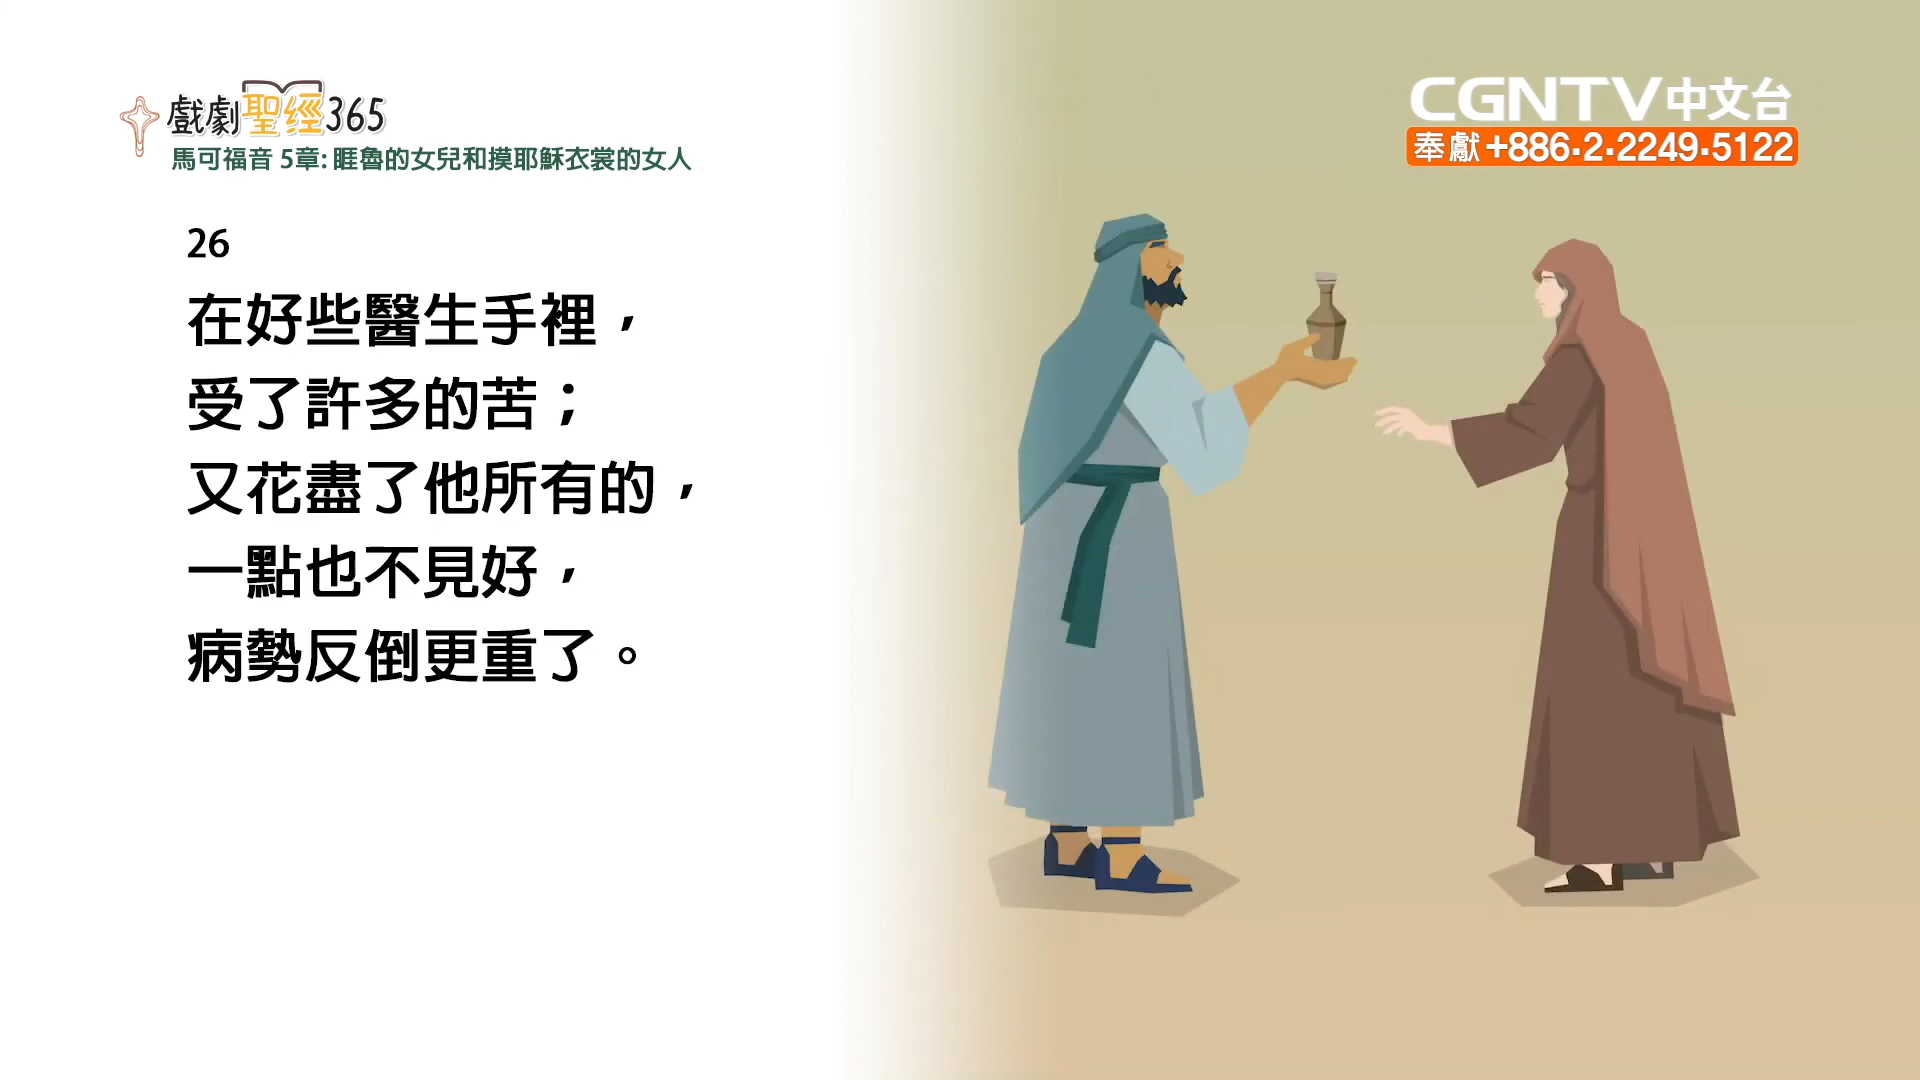 戲劇聖經365
馬可福音 5章: 睚魯的女兒和摸耶穌衣裳的女人
CGNTV中文台
奉獻 +886·2·2249·5122
26
在好些醫生手裡，
受了許多的苦；
又花盡了他所有的，
一點也不見好，
病勢反倒更重了。